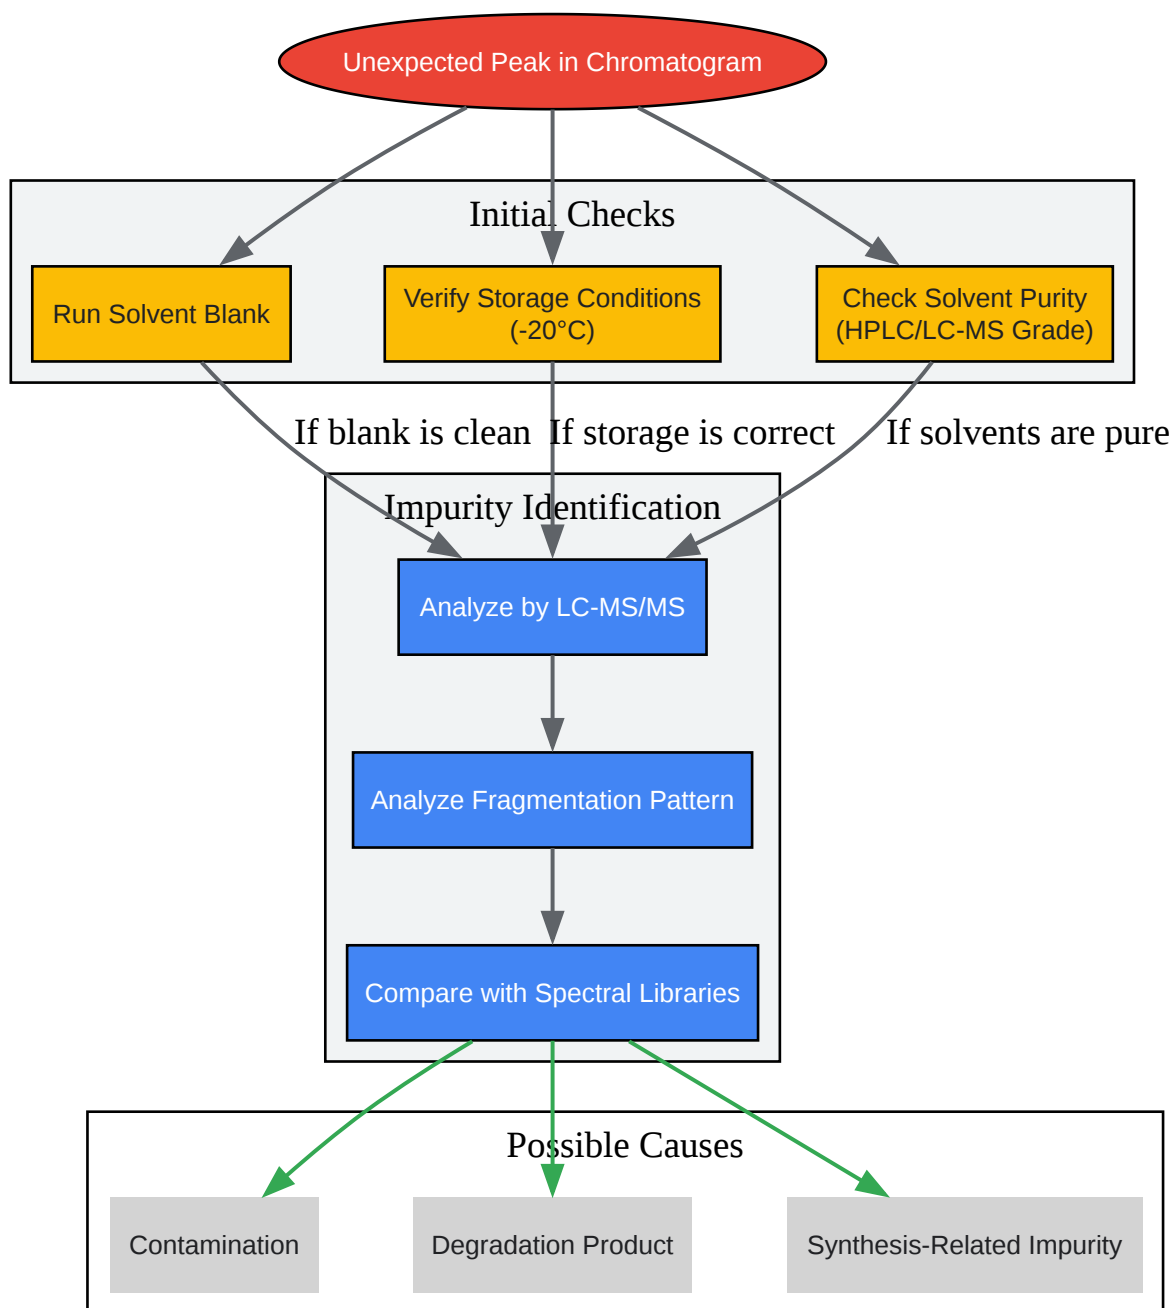 Unexpected Peak in Chromatogram
Initial Checks
Run Solvent Blank
Verify Storage Conditions
(-20°C)
Check Solvent Purity
(HPLC/LC-MS Grade)
If blank is clean
If storage is correct
If solvents are pure
Impurity Identification
Analyze by LC-MS/MS
Analyze Fragmentation Pattern
Compare with Spectral Libraries
Possible Causes
Contamination
Degradation Product
Synthesis-Related Impurity